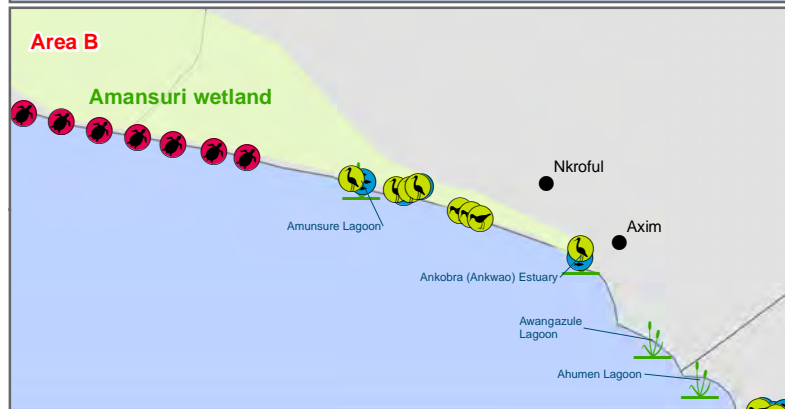 Area B
Amansuri wetland
Nkroful
Amunsure Lagoon
Axim
Ankobra (Ankwao) Estuary
Awangazule
Lagoon
Ahumen Lagoon